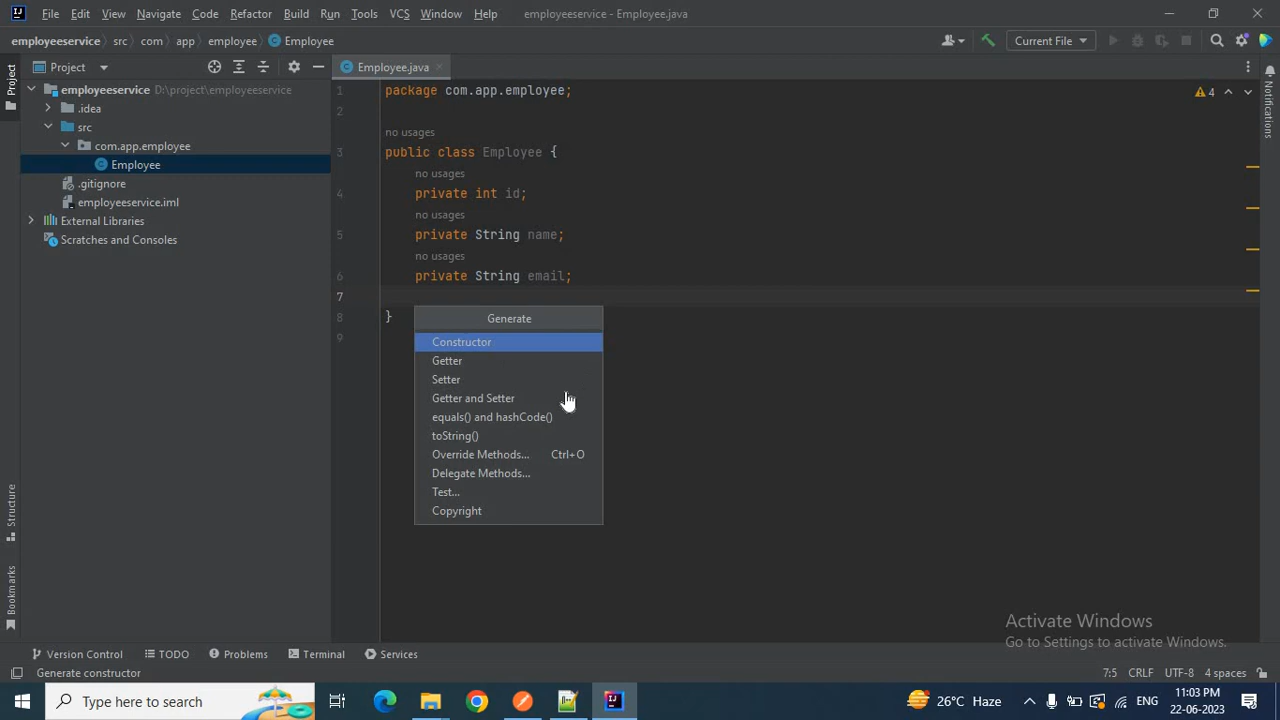 File Edit View Navigate Code Refactor Build Run Tools VCS Window Help employeeservice - Employee.java
employeeservice src com app employee Employee
Current File
Project
Project
Employee.java
Notifications
employeeservice D:\project\employeeservice
.idea
src
com.app.employee
Employee
.gitignore
employeeservice.iml
External Libraries
Scratches and Consoles
4
1 package com.app.employee;
2
no usages
3 public class Employee {
no usages
4 private int id;
no usages
5 private String name;
no usages
6 private String email;
7
8 }
9
Generate
Constructor
Getter
Setter
Getter and Setter
equals() and hashCode()
toString()
Override Methods... Ctrl+O
Delegate Methods...
Test...
Copyright
Structure
Bookmarks
Activate Windows
Go to Settings to activate Windows.
Version Control TODO Problems Terminal Services
Generate constructor 7:5 CRLF UTF-8 4 spaces
Type here to search
26°C Haze
ENG
11:03 PM
22-06-2023